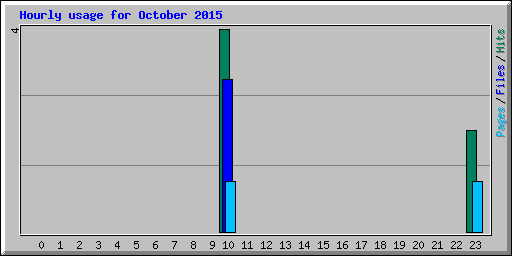 Hourly usage for October 2015
4
Pages/Files/Hits
0 1 2 3 4 5 6 7 8 9 10 11 12 13 14 15 16 17 18 19 20 21 22 23